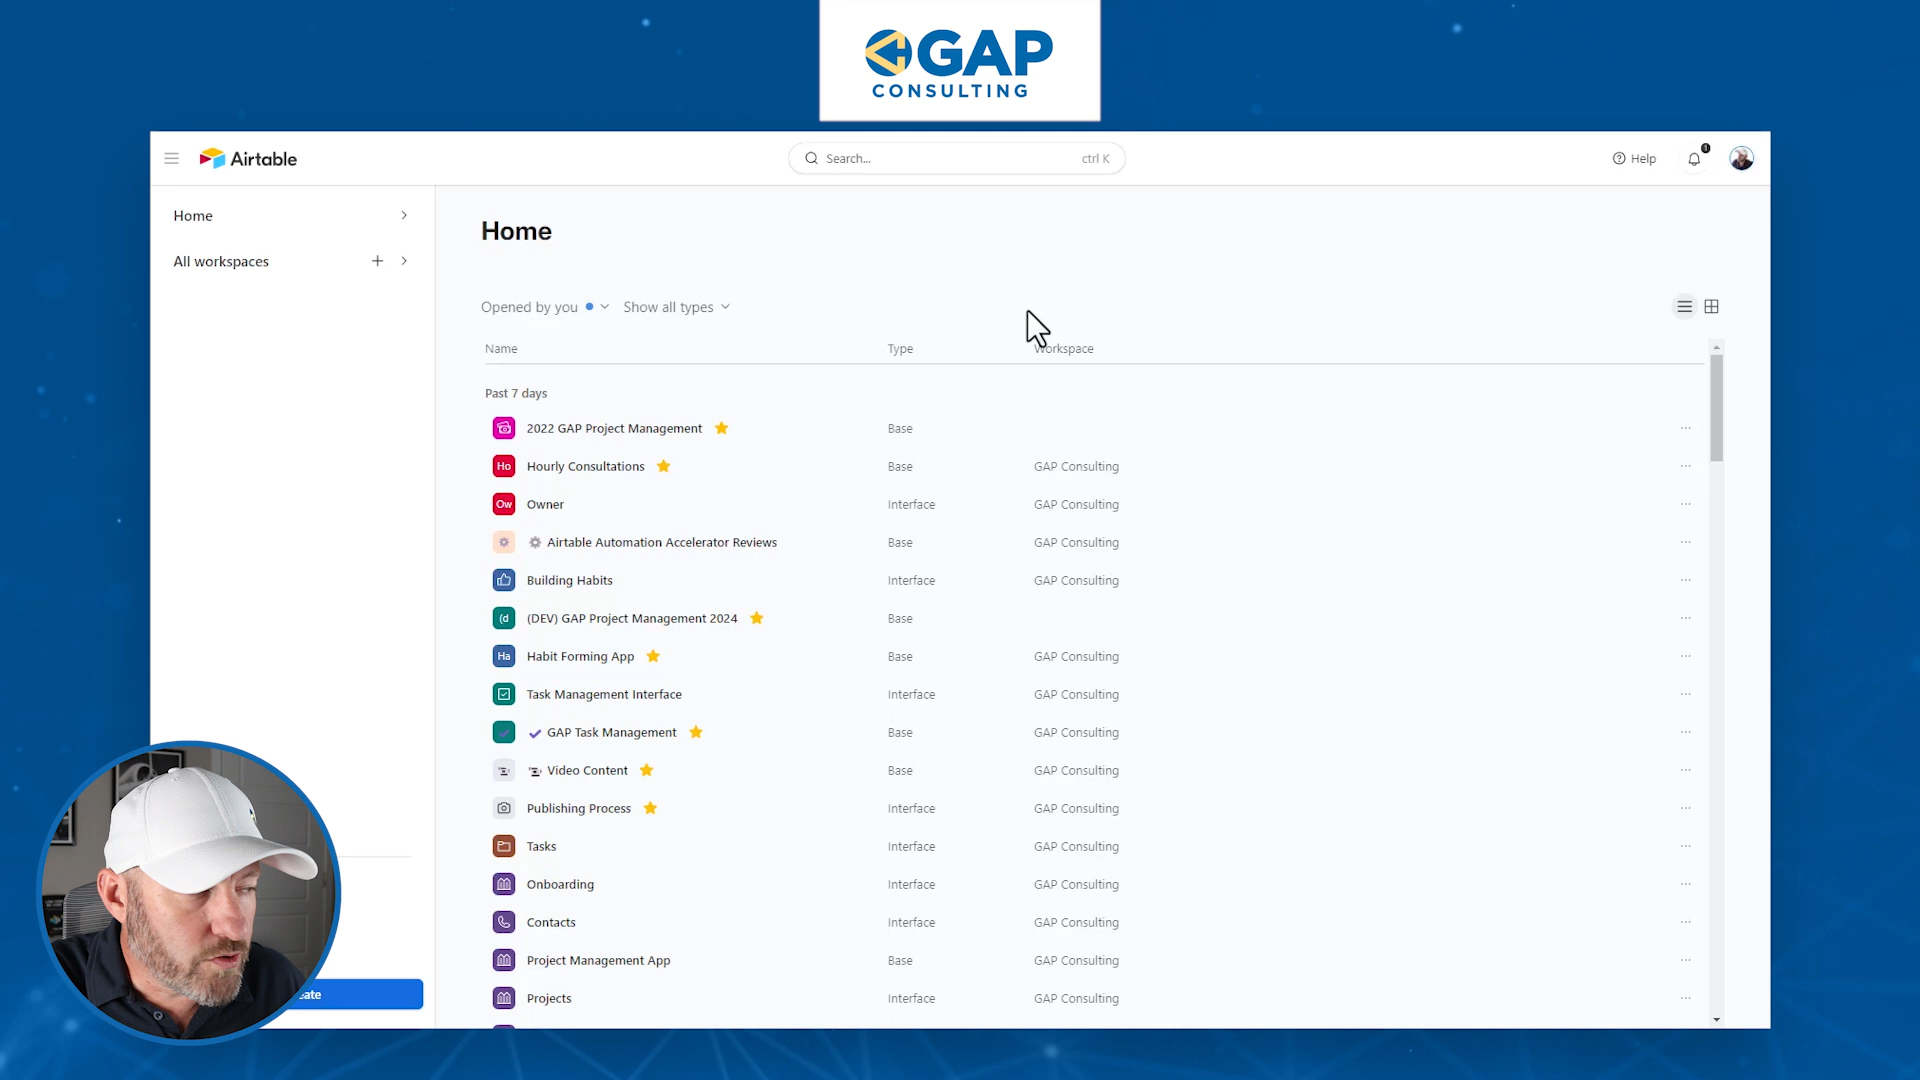 GAP
CONSULTING
Airtable
Search...
ctrl K
Help
1
Home
All workspaces
Home
Opened by you
Show all types
Name
Type
Workspace
Past 7 days
2022 GAP Project Management
Base
Ho
Hourly Consultations
Base
GAP Consulting
Ow
Owner
Interface
GAP Consulting
Airtable Automation Accelerator Reviews
Base
GAP Consulting
Building Habits
Interface
GAP Consulting
(d
(DEV) GAP Project Management 2024
Base
Ha
Habit Forming App
Base
GAP Consulting
Task Management Interface
Interface
GAP Consulting
GAP Task Management
Base
GAP Consulting
Video Content
Base
GAP Consulting
Publishing Process
Interface
GAP Consulting
Tasks
Interface
GAP Consulting
Onboarding
Interface
GAP Consulting
Contacts
Interface
GAP Consulting
Project Management App
Base
GAP Consulting
Projects
Interface
GAP Consulting
eate